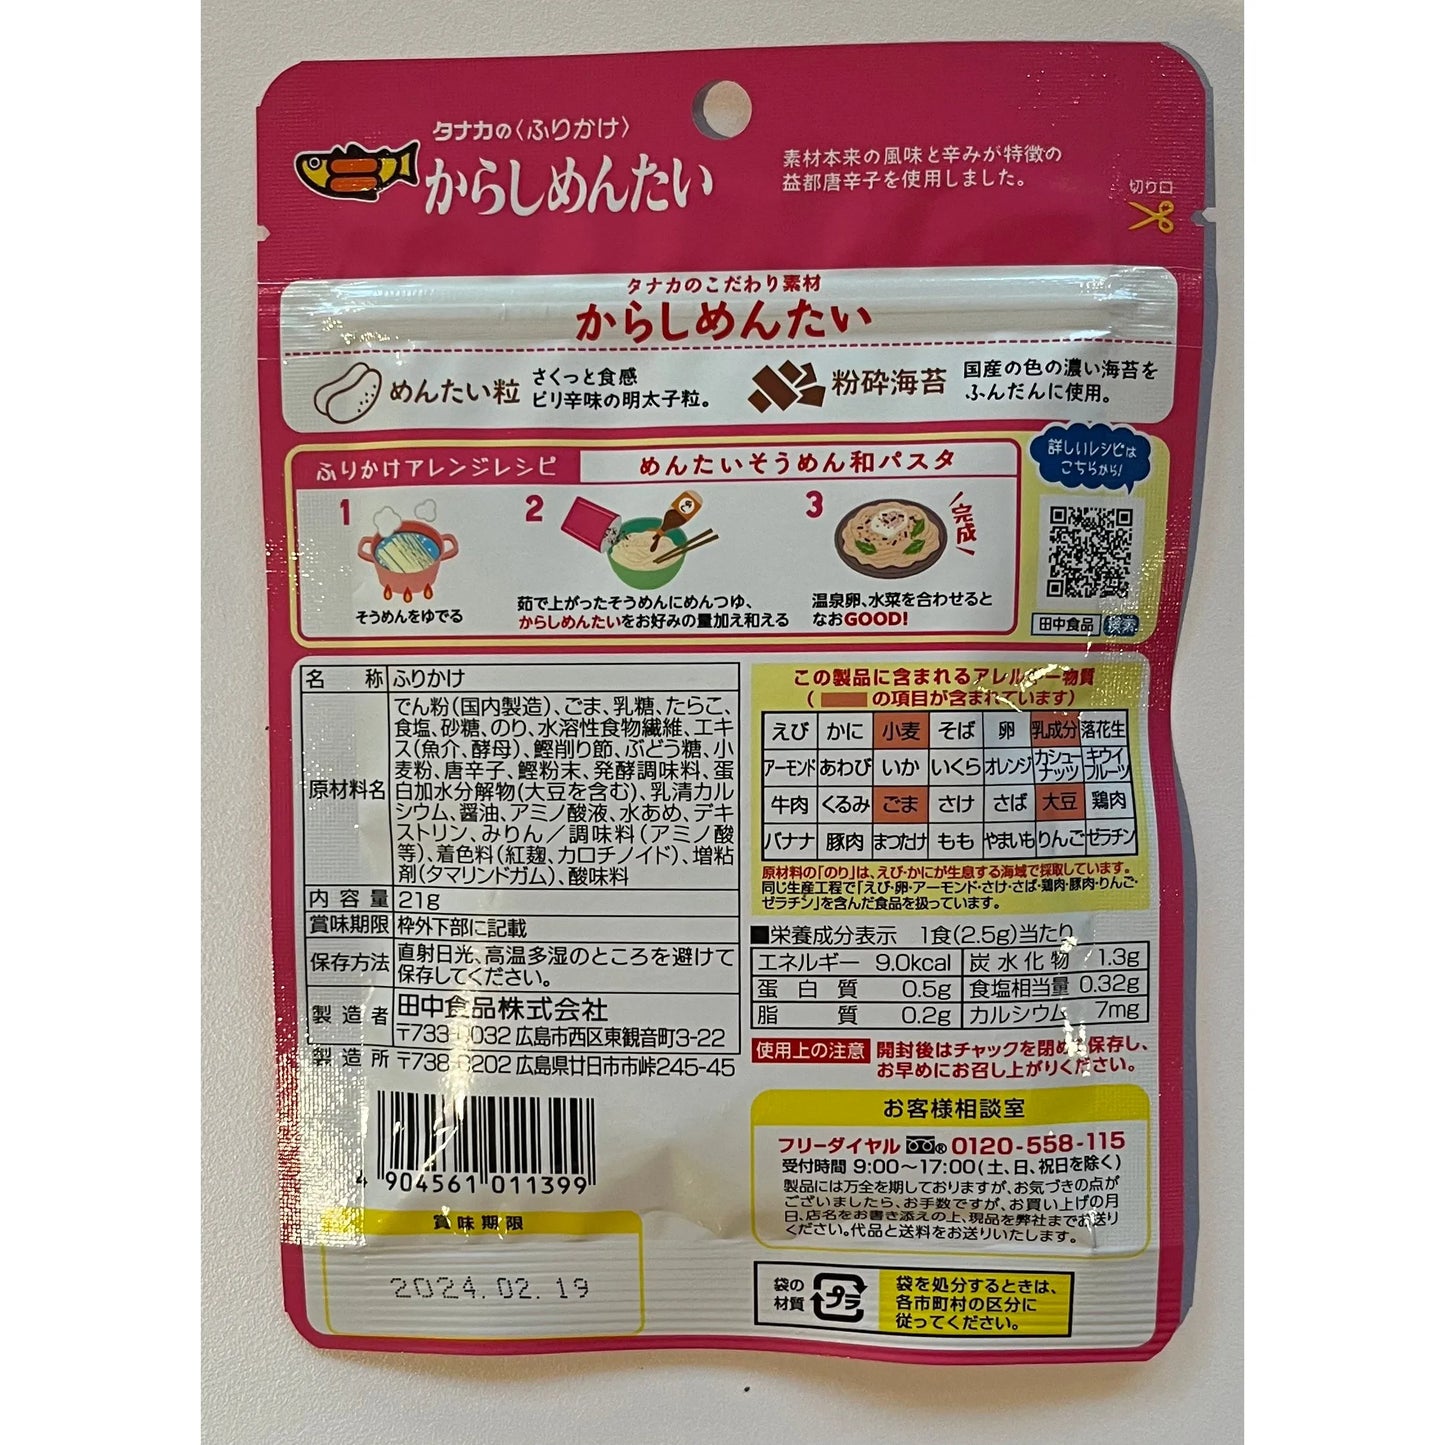 タナカの〈ふりかけ〉
からしめんたい
素材本来の風味と辛みが特徴の
益都唐辛子を使用しました。
切り口
タナカのこだわり素材
からしめんたい
めんたい粒
さくっと食感
ピリ辛味の明太子粒。
粉砕海苔
国産の色の濃い海苔を
ふんだんに使用。
ふりかけアレンジレシピ
めんたいそうめん和パスタ
詳しいレシピは
こちらから!
1
そうめんをゆでる
2
茹で上がったそうめんにめんつゆ、
からしめんたいをお好みの量加え和える
3
完成
温泉卵、水菜を合わせると
なおGOOD!
田中食品 検索
名 称 ふりかけ
原材料名
でん粉(国内製造)、ごま、乳糖、たらこ、
食塩、砂糖、のり、水溶性食物繊維、エキ
ス(魚介、酵母)、鰹削り節、ぶどう糖、小
麦粉、唐辛子、鰹粉末、発酵調味料、蛋
白加水分解物(大豆を含む)、乳清カル
シウム、醤油、アミノ酸液、水あめ、デキ
ストリン、みりん/調味料(アミノ酸
等)、着色料(紅麹、カロチノイド)、増粘
剤(タマリンドガム)、酸味料
内容量 21g
賞味期限 枠外下部に記載
保存方法
直射日光、高温多湿のところを避けて
保存してください。
製造者
田中食品株式会社
〒733-0032 広島市西区東観音町3-22
製造所 〒738-0202 広島県廿日市市峠245-45
4 904561 011399
賞味期限
2024.02.19
この製品に含まれるアレルギー物質
( の項目が含まれています)
えび かに 小麦 そば 卵 乳成分 落花生
アーモンド あわび いか いくら オレンジ カシューナッツ キウイフルーツ
牛肉 くるみ ごま さけ さば 大豆 鶏肉
バナナ 豚肉 まつたけ もも やまいも りんご ゼラチン
原材料の「のり」は、えび・かにが生息する海域で採取しています。
同じ生産工程で「えび・卵・アーモンド・さけ・さば・鶏肉・豚肉・りんご・
ゼラチン」を含んだ食品を扱っています。
■栄養成分表示 1食(2.5g)当たり
エネルギー 9.0kcal 炭水化物 1.3g
蛋白質 0.5g 食塩相当量 0.32g
脂質 0.2g カルシウム 7mg
使用上の注意
開封後はチャックを閉めて保存し、
お早めにお召し上がりください。
お客様相談室
フリーダイヤル 0120-558-115
受付時間 9:00〜17:00(土、日、祝日を除く)
製品には万全を期しておりますが、お気づきの点が
ございましたら、お手数ですが、お買い上げの月
日、店名をお書き添えの上、現品を弊社までお送り
ください。代品と送料をお送りいたします。
袋の
材質
プラ
袋を処分するときは、
各市町村の区分に
従ってください。